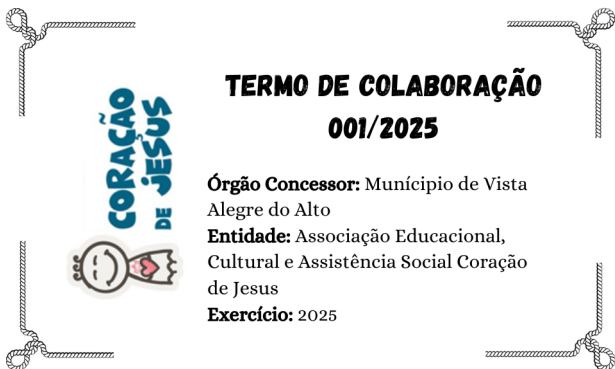 CORAÇÃO
DE JESUS
TERMO DE COLABORAÇÃO
001/2025
Órgão Concessor: Munícipio de Vista
Alegre do Alto
Entidade: Associação Educacional,
Cultural e Assistência Social Coração
de Jesus
Exercício: 2025